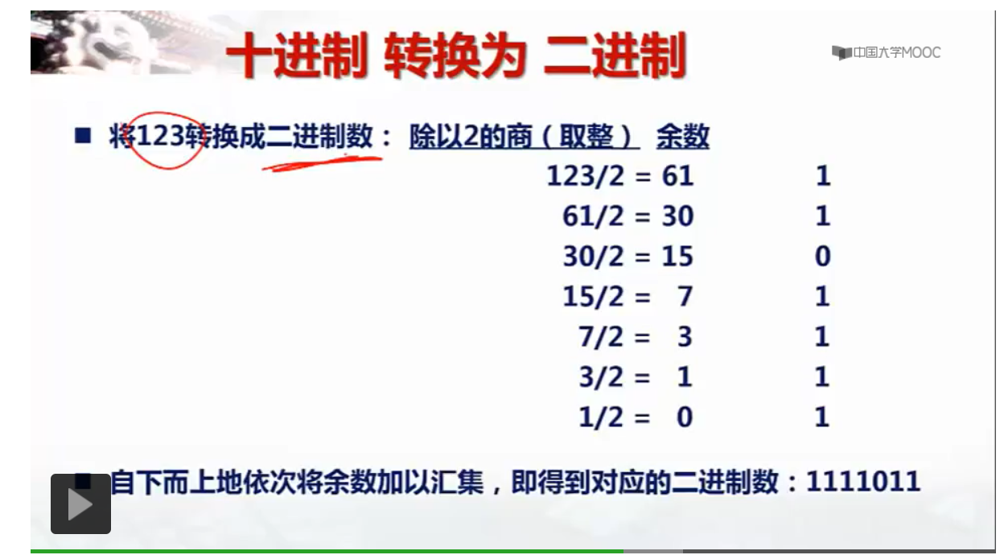 十进制 转换为 二进制
中国大学MOOC
■ 将123转换成二进制数：除以2的商（取整） 余数
123/2 = 61 1
61/2 = 30 1
30/2 = 15 0
15/2 = 7 1
7/2 = 3 1
3/2 = 1 1
1/2 = 0 1
■ 自下而上地依次将余数加以汇集，即得到对应的二进制数：1111011